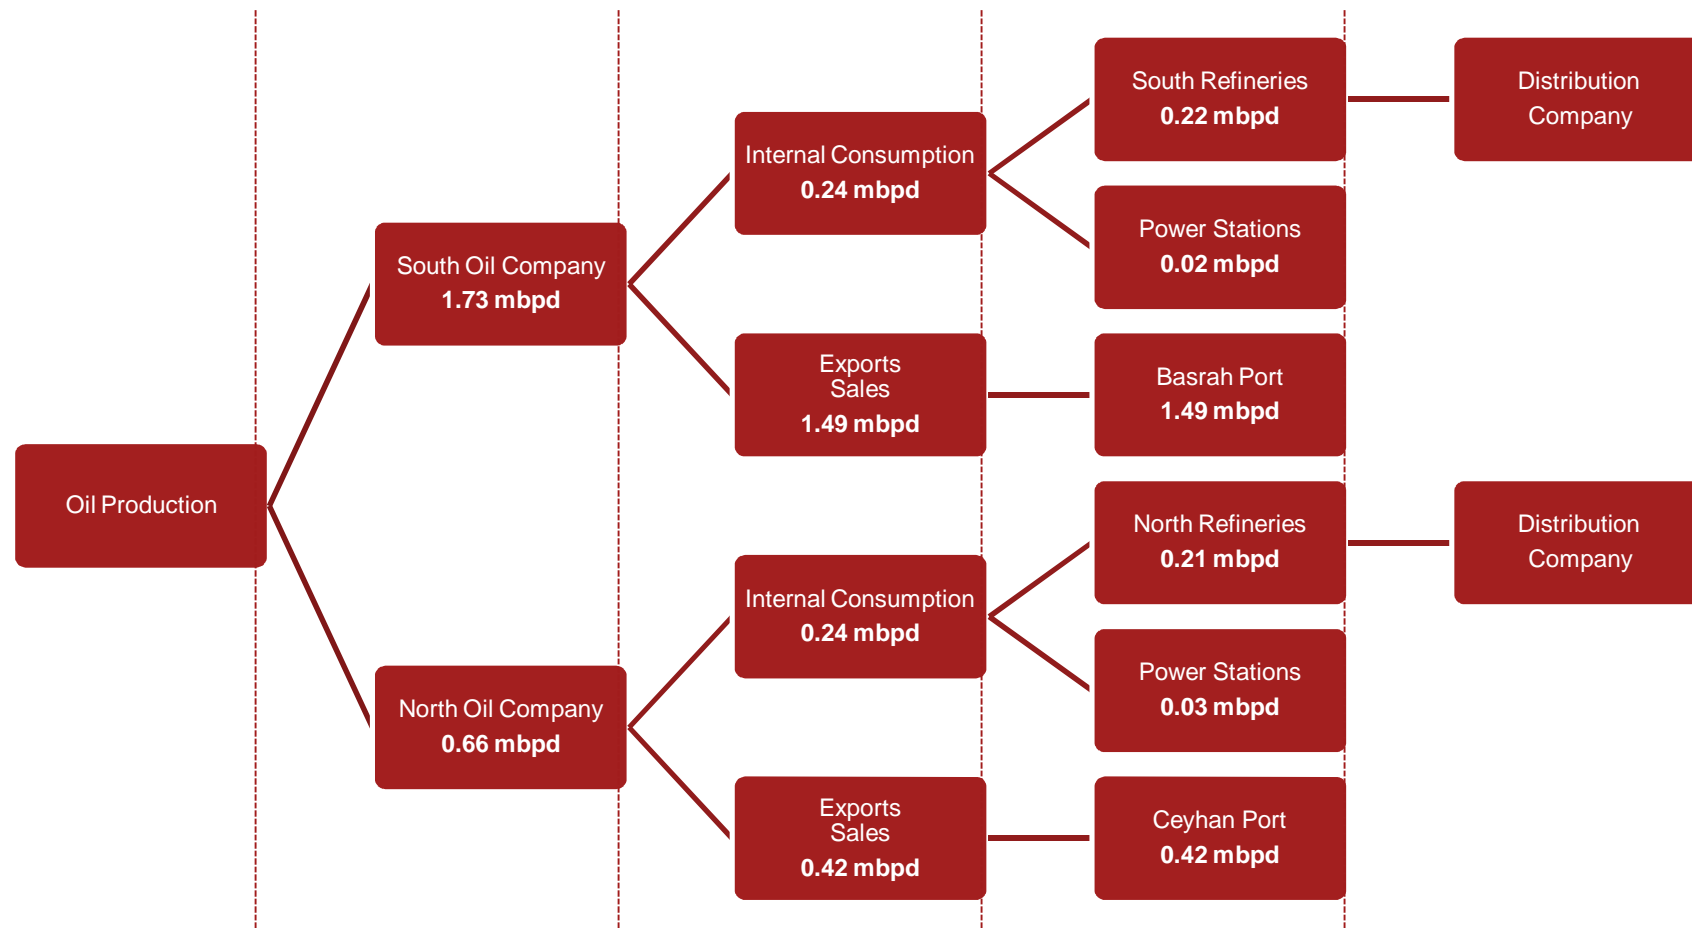 Oil Production
South Oil Company
1.73 mbpd
North Oil Company
0.66 mbpd
Internal Consumption
0.24 mbpd
Exports
Sales
1.49 mbpd
Internal Consumption
0.24 mbpd
Exports
Sales
0.42 mbpd
South Refineries
0.22 mbpd
Power Stations
0.02 mbpd
Basrah Port
1.49 mbpd
North Refineries
0.21 mbpd
Power Stations
0.03 mbpd
Ceyhan Port
0.42 mbpd
Distribution
Company
Distribution
Company